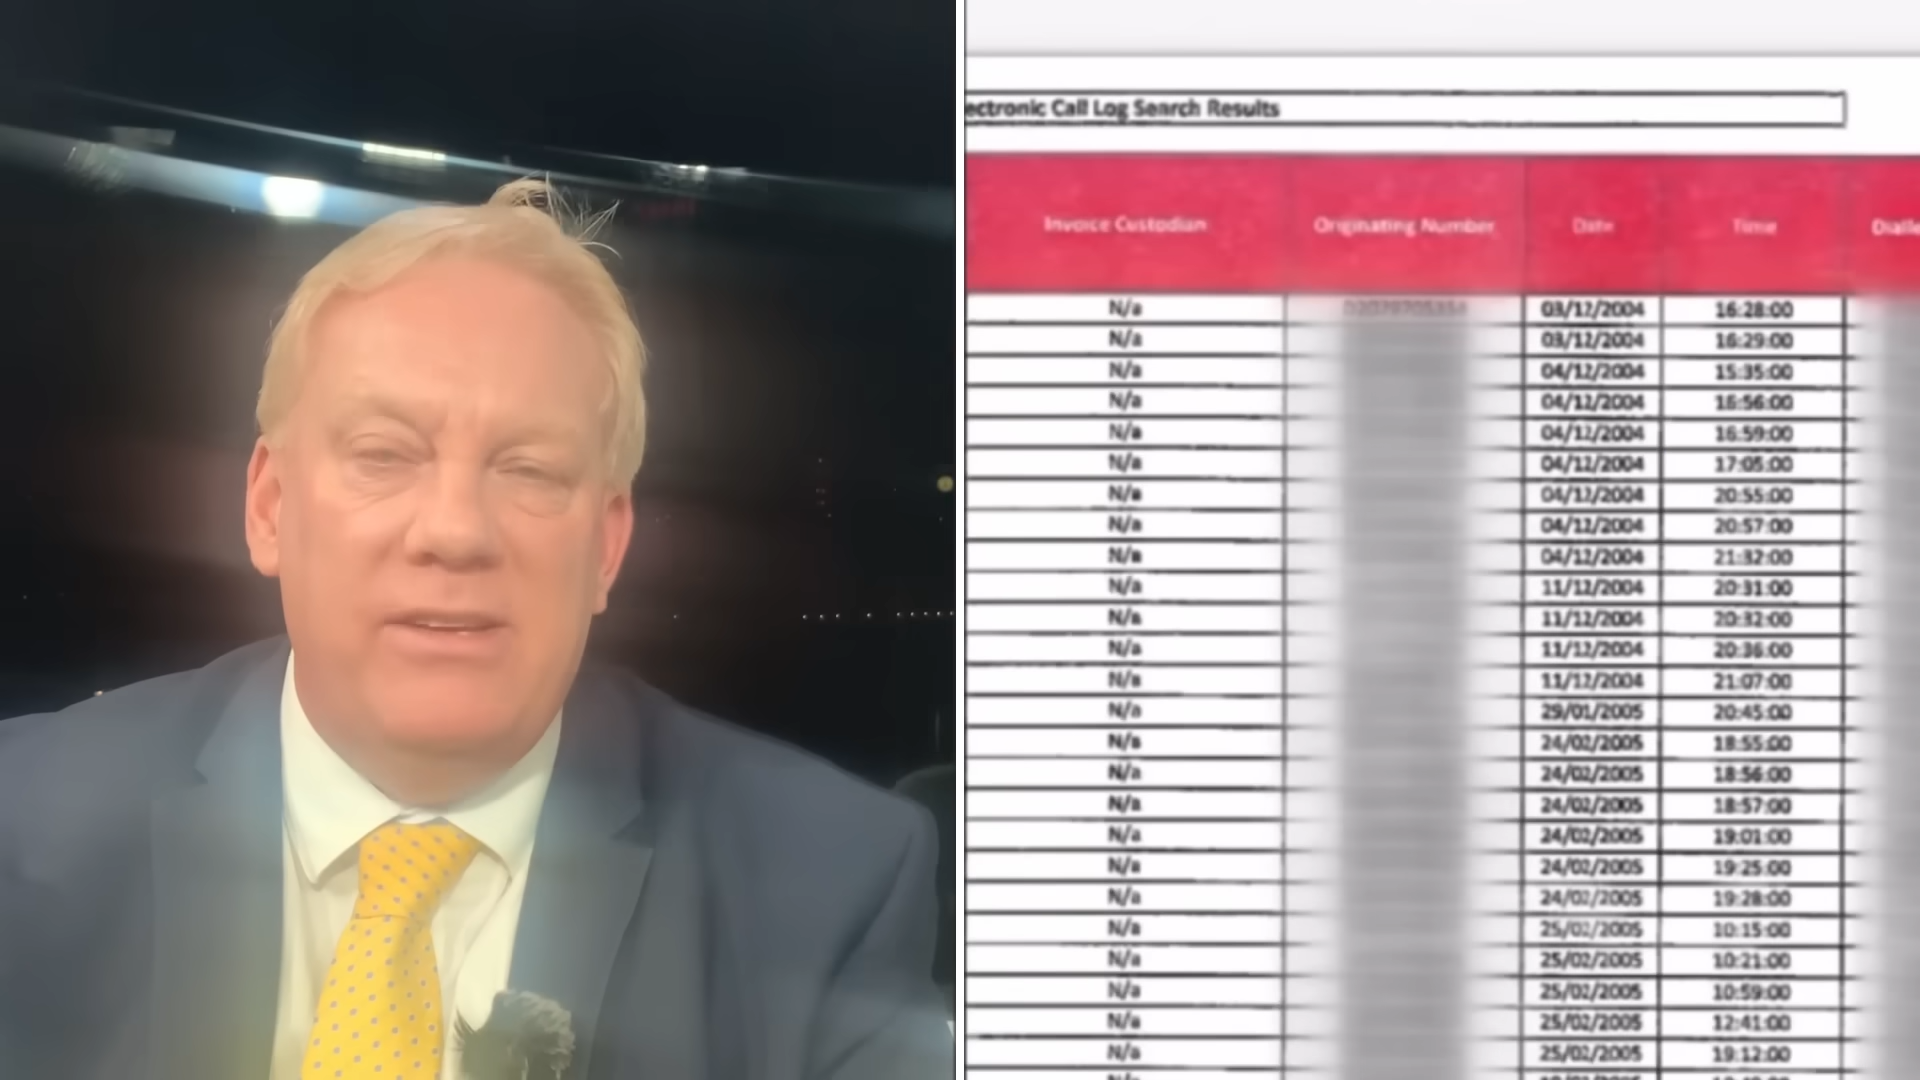 ectronic Call Log Search Results
Invoice Custodian Originating Number Date Time Dialle
N/a 03/12/2004 16:28:00
N/a 03/12/2004 16:29:00
N/a 04/12/2004 15:35:00
N/a 04/12/2004 16:56:00
N/a 04/12/2004 16:59:00
N/a 04/12/2004 17:05:00
N/a 04/12/2004 20:55:00
N/a 04/12/2004 20:57:00
N/a 04/12/2004 21:32:00
N/a 11/12/2004 20:31:00
N/a 11/12/2004 20:32:00
N/a 11/12/2004 20:36:00
N/a 11/12/2004 21:07:00
N/a 29/01/2005 20:45:00
N/a 24/02/2005 18:55:00
N/a 24/02/2005 18:56:00
N/a 24/02/2005 18:57:00
N/a 24/02/2005 19:01:00
N/a 24/02/2005 19:25:00
N/a 24/02/2005 19:28:00
N/a 25/02/2005 10:15:00
N/a 25/02/2005 10:21:00
N/a 25/02/2005 10:59:00
N/a 25/02/2005 12:41:00
N/a 25/02/2005 19:12:00